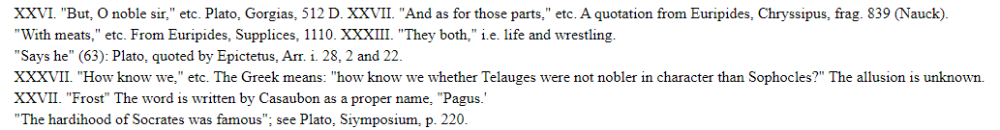 XXVI. "But, O noble sir," etc. Plato, Gorgias, 512 D. XXVII. "And as for those parts," etc. A quotation from Euripides, Chryssipus, frag. 839 (Nauck).
"With meats," etc. From Euripides, Supplices, 1110. XXXIII. "They both," i.e. life and wrestling.
"Says he" (63): Plato, quoted by Epictetus, Arr. i. 28, 2 and 22.
XXXVII. "How know we," etc. The Greek means: "how know we whether Telauges were not nobler in character than Sophocles?" The allusion is unknown.
XXVII. "Frost" The word is written by Casaubon as a proper name, "Pagus.'
"The hardihood of Socrates was famous"; see Plato, Siymposium, p. 220.